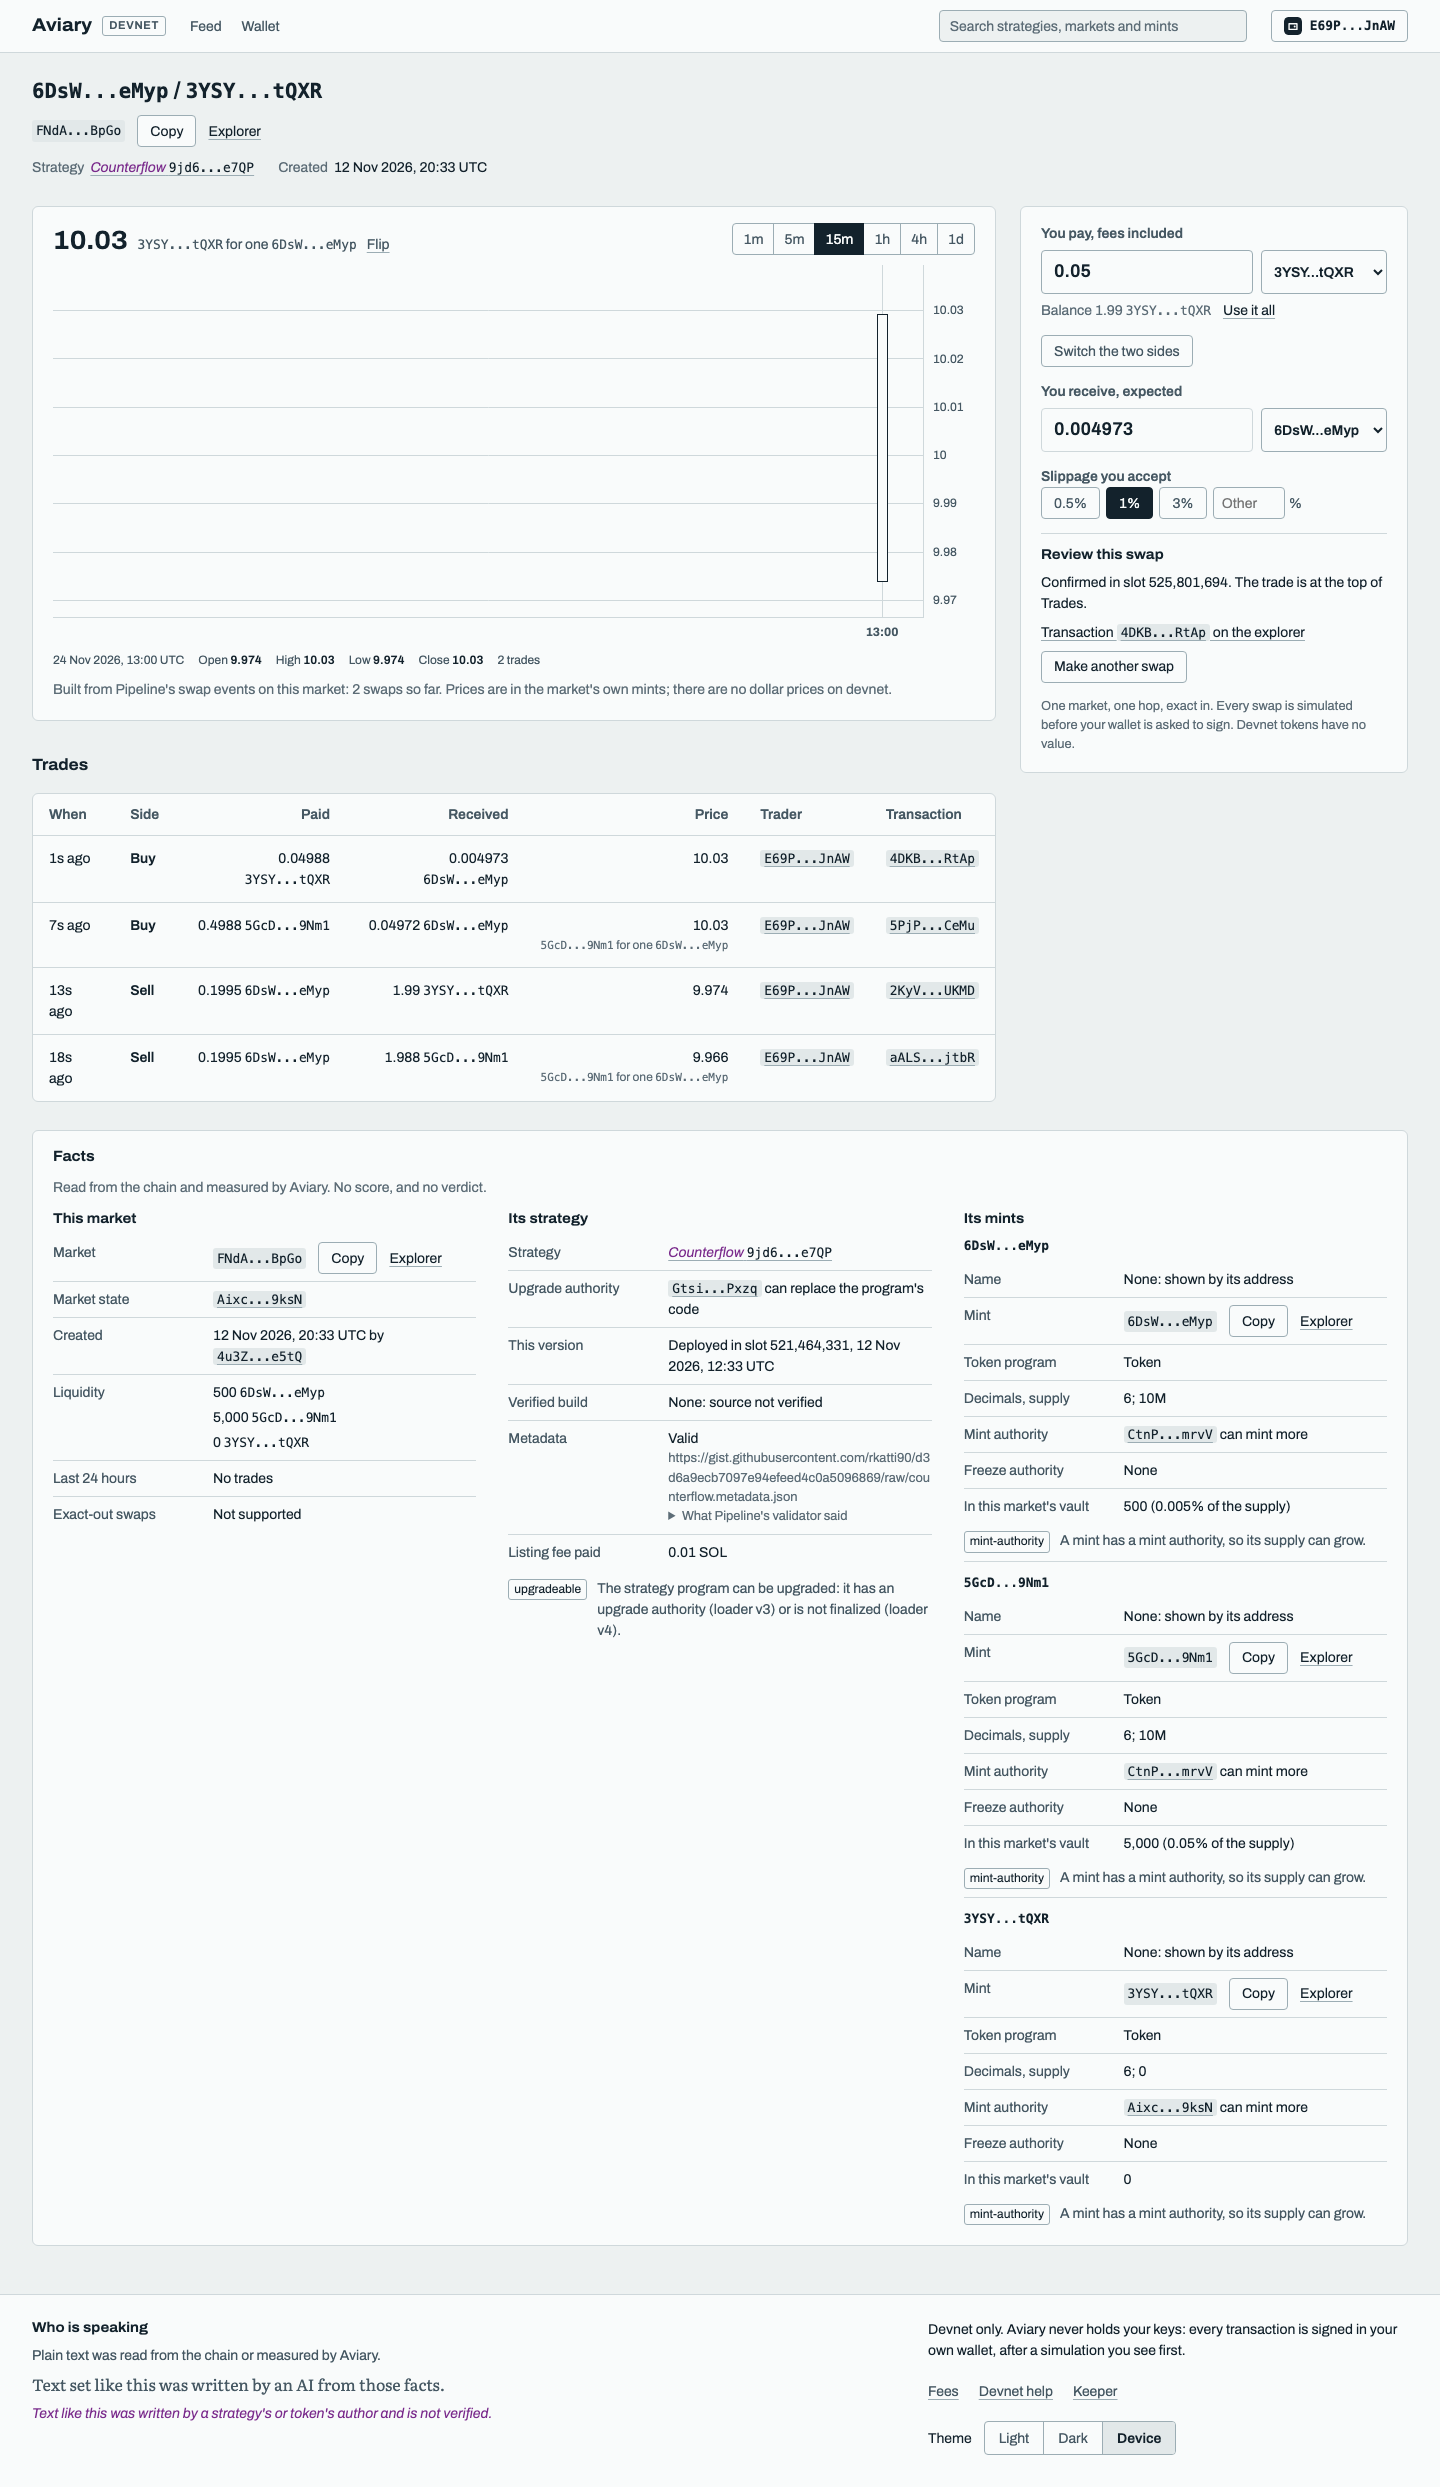 Aviary DEVNET Feed Wallet Search strategies, markets and mints E69P...JnAW
6DsW...eMyp / 3YSY...tQXR
FNdA...BpGo Copy Explorer
Strategy Counterflow 9jd6...e7QP Created 12 Nov 2026, 20:33 UTC
10.03 3YSY...tQXR for one 6DsW...eMyp Flip
1m 5m 15m 1h 4h 1d
10.03
10.02
10.01
10
9.99
9.98
9.97
13:00
24 Nov 2026, 13:00 UTC Open 9.974 High 10.03 Low 9.974 Close 10.03 2 trades
Built from Pipeline's swap events on this market: 2 swaps so far. Prices are in the market's own mints; there are no dollar prices on devnet.
You pay, fees included
0.05 3YSY...tQXR
Balance 1.99 3YSY...tQXR Use it all
Switch the two sides
You receive, expected
0.004973 6DsW...eMyp
Slippage you accept
0.5% 1% 3% Other %
Review this swap
Confirmed in slot 525,801,694. The trade is at the top of
Trades.
Transaction 4DKB...RtAp on the explorer
Make another swap
One market, one hop, exact in. Every swap is simulated
before your wallet is asked to sign. Devnet tokens have no
value.
Trades
When Side Paid Received Price Trader Transaction
1s ago Buy 0.04988 0.004973 10.03 E69P...JnAW 4DKB...RtAp
3YSY...tQXR 6DsW...eMyp
7s ago Buy 0.4988 5GcD...9Nm1 0.04972 6DsW...eMyp 10.03 E69P...JnAW 5PjP...CeMu
5GcD...9Nm1 for one 6DsW...eMyp
13s Sell 0.1995 6DsW...eMyp 1.99 3YSY...tQXR 9.974 E69P...JnAW 2KyV...UKMD
ago
18s Sell 0.1995 6DsW...eMyp 1.988 5GcD...9Nm1 9.966 E69P...JnAW aALS...jtbR
ago 5GcD...9Nm1 for one 6DsW...eMyp
Facts
Read from the chain and measured by Aviary. No score, and no verdict.
This market
Market FNdA...BpGo Copy Explorer
Market state Aixc...9ksN
Created 12 Nov 2026, 20:33 UTC by
4u3Z...e5tQ
Liquidity 500 6DsW...eMyp
5,000 5GcD...9Nm1
0 3YSY...tQXR
Last 24 hours No trades
Exact-out swaps Not supported
Its strategy
Strategy Counterflow 9jd6...e7QP
Upgrade authority Gtsi...Pxzq can replace the program's
code
This version Deployed in slot 521,464,331, 12 Nov
2026, 12:33 UTC
Verified build None: source not verified
Metadata Valid
https://gist.githubusercontent.com/rkatti90/d3
d6a9ecb7097e94efeed4c0a5096869/raw/cou
nterflow.metadata.json
What Pipeline's validator said
Listing fee paid 0.01 SOL
upgradeable The strategy program can be upgraded: it has an
upgrade authority (loader v3) or is not finalized (loader
v4).
Its mints
6DsW...eMyp
Name None: shown by its address
Mint 6DsW...eMyp Copy Explorer
Token program Token
Decimals, supply 6; 10M
Mint authority CtnP...mrvV can mint more
Freeze authority None
In this market's vault 500 (0.005% of the supply)
mint-authority A mint has a mint authority, so its supply can grow.
5GcD...9Nm1
Name None: shown by its address
Mint 5GcD...9Nm1 Copy Explorer
Token program Token
Decimals, supply 6; 10M
Mint authority CtnP...mrvV can mint more
Freeze authority None
In this market's vault 5,000 (0.05% of the supply)
mint-authority A mint has a mint authority, so its supply can grow.
3YSY...tQXR
Name None: shown by its address
Mint 3YSY...tQXR Copy Explorer
Token program Token
Decimals, supply 6; 0
Mint authority Aixc...9ksN can mint more
Freeze authority None
In this market's vault 0
mint-authority A mint has a mint authority, so its supply can grow.
Who is speaking
Plain text was read from the chain or measured by Aviary.
Text set like this was written by an AI from those facts.
Text like this was written by a strategy's or token's author and is not verified.
Devnet only. Aviary never holds your keys: every transaction is signed in your
own wallet, after a simulation you see first.
Fees Devnet help Keeper
Theme Light Dark Device